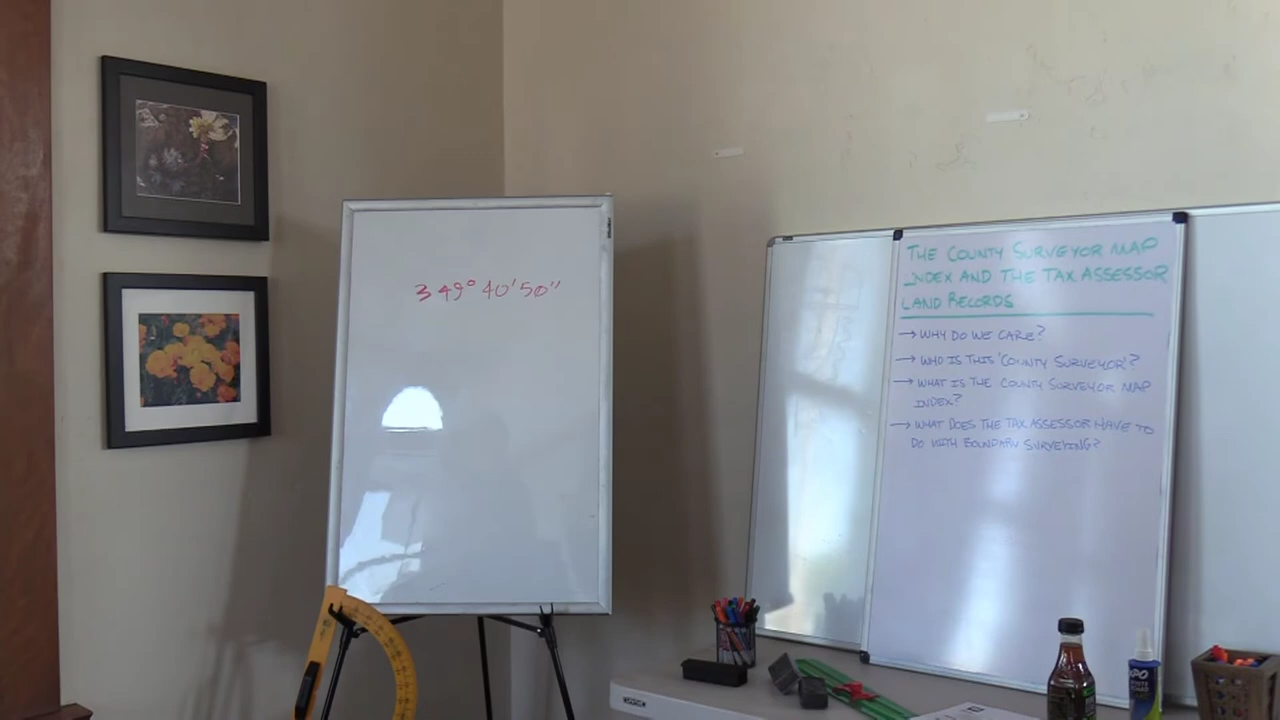 349° 40' 50"
THE COUNTY SURVEYOR MAP
INDEX AND THE TAX ASSESSOR
LAND RECORDS
→ WHY DO WE CARE?
→ WHO IS THIS 'COUNTY SURVEYOR'?
→ WHAT IS THE COUNTY SURVEYOR MAP
INDEX?
→ WHAT DOES THE TAX ASSESSOR HAVE TO
DO WITH BOUNDARY SURVEYING?
EXPO